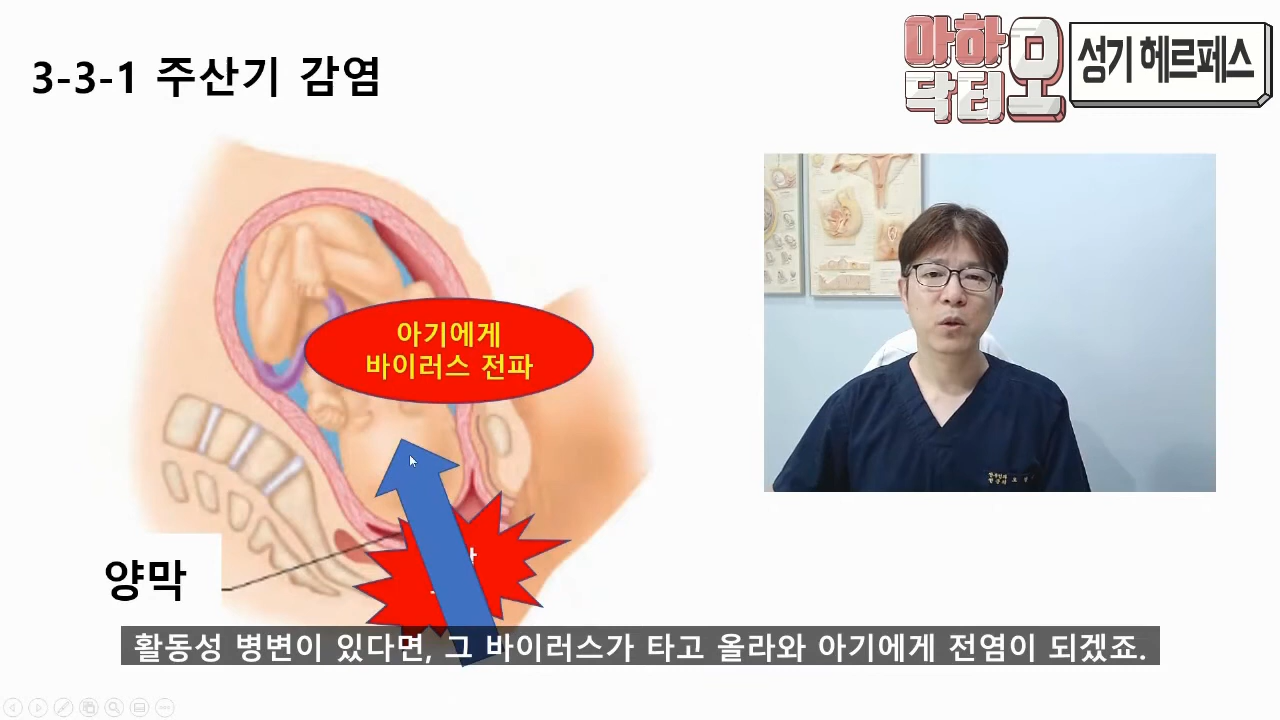 3-3-1 주산기 감염
아하
닥터
오
성기 헤르페스
아기에게
바이러스 전파
양막
활동성 병변이 있다면, 그 바이러스가 타고 올라와 아기에게 전염이 되겠죠.